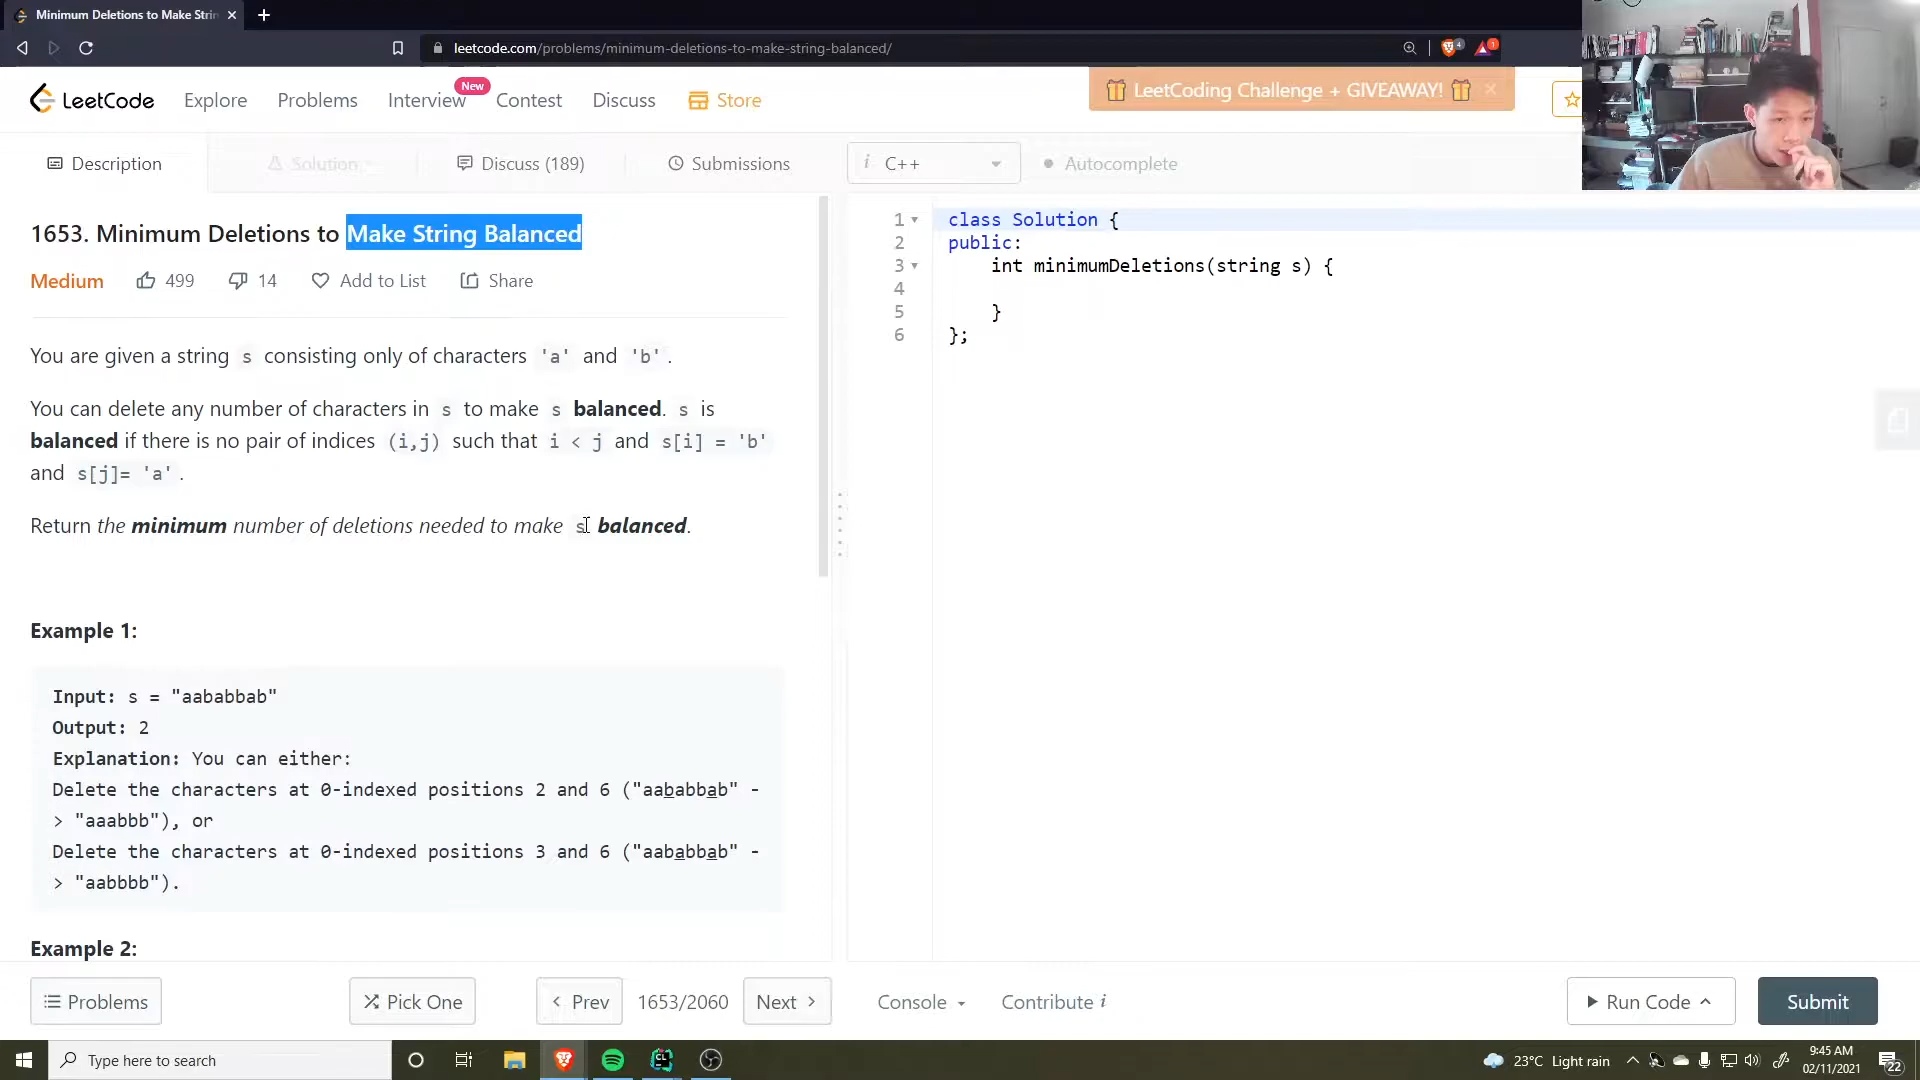 Minimum Deletions to Make Strin
leetcode.com/problems/minimum-deletions-to-make-string-balanced/
4
1
LeetCode
Explore
Problems
Interview
New
Contest
Discuss
Store
LeetCoding Challenge + GIVEAWAY!
Description
Solution
Discuss (189)
Submissions
i C++
Autocomplete
1653. Minimum Deletions to Make String Balanced
Medium
499
14
Add to List
Share
You are given a string s consisting only of characters 'a' and 'b'.
You can delete any number of characters in s to make s balanced. s is
balanced if there is no pair of indices (i,j) such that i < j and s[i] = 'b'
and s[j]= 'a'.
Return the minimum number of deletions needed to make s balanced.
Example 1:
Input: s = "aababbab"
Output: 2
Explanation: You can either:
Delete the characters at 0-indexed positions 2 and 6 ("aababbab" -
> "aaabbb"), or
Delete the characters at 0-indexed positions 3 and 6 ("aababbab" -
> "aabbbb").
Example 2:
1 class Solution {
2 public:
3 int minimumDeletions(string s) {
4
5 }
6 };
Problems
Pick One
Prev
1653/2060
Next
Console
Contribute i
Run Code
Submit
Type here to search
CL
23°C Light rain
9:45 AM
02/11/2021
22